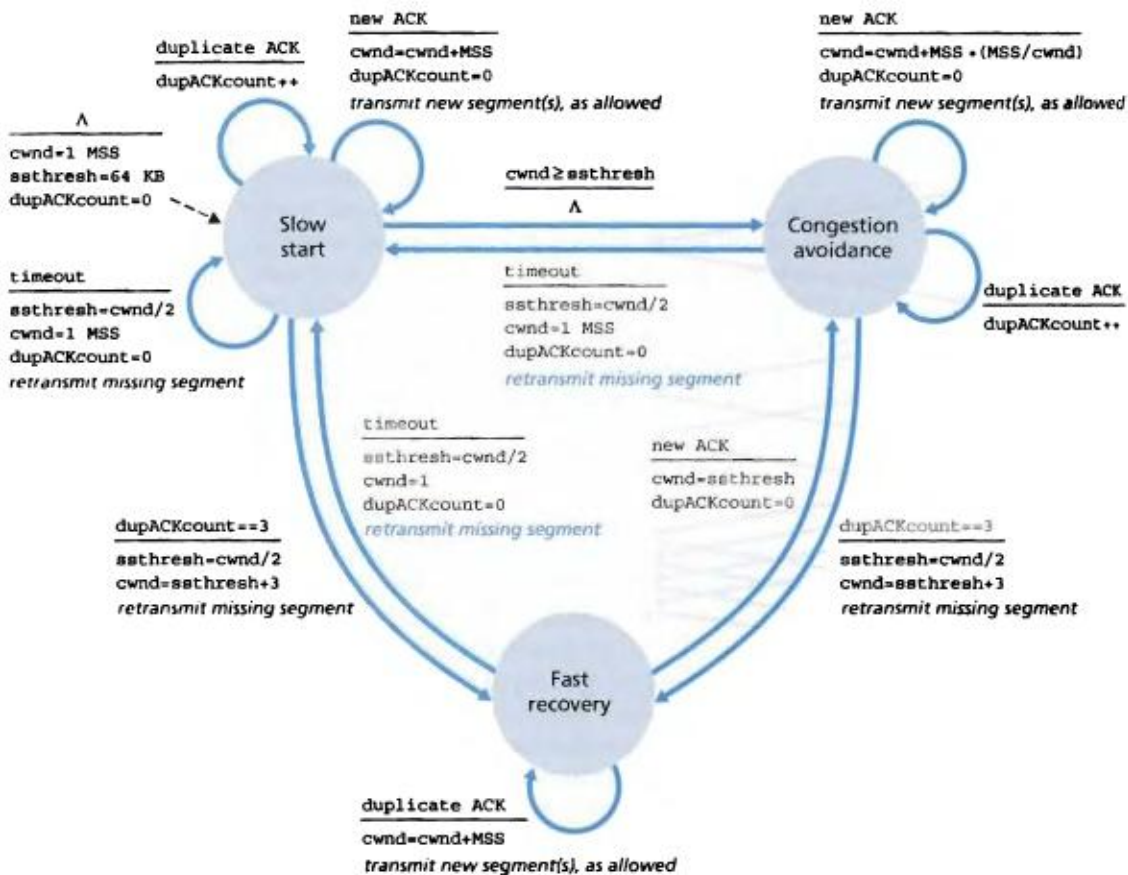 new ACK
cwnd=cwnd+MSS
dupACKcount=0
transmit new segment(s), as allowed
duplicate ACK
dupACKcount++
Λ
cwnd=1 MSS
ssthresh=64 KB
dupACKcount=0
Slow
start
timeout
ssthresh=cwnd/2
cwnd=1 MSS
dupACKcount=0
retransmit missing segment
cwnd≥ssthresh
Λ
timeout
ssthresh=cwnd/2
cwnd=1 MSS
dupACKcount=0
retransmit missing segment
new ACK
cwnd=cwnd+MSS •(MSS/cwnd)
dupACKcount=0
transmit new segment(s), as allowed
Congestion
avoidance
duplicate ACK
dupACKcount++
timeout
ssthresh=cwnd/2
cwnd=1
dupACKcount=0
retransmit missing segment
new ACK
cwnd=ssthresh
dupACKcount=0
dupACKcount==3
ssthresh=cwnd/2
cwnd=ssthresh+3
retransmit missing segment
dupACKcount==3
ssthresh=cwnd/2
cwnd=ssthresh+3
retransmit missing segment
Fast
recovery
duplicate ACK
cwnd=cwnd+MSS
transmit new segment(s), as allowed